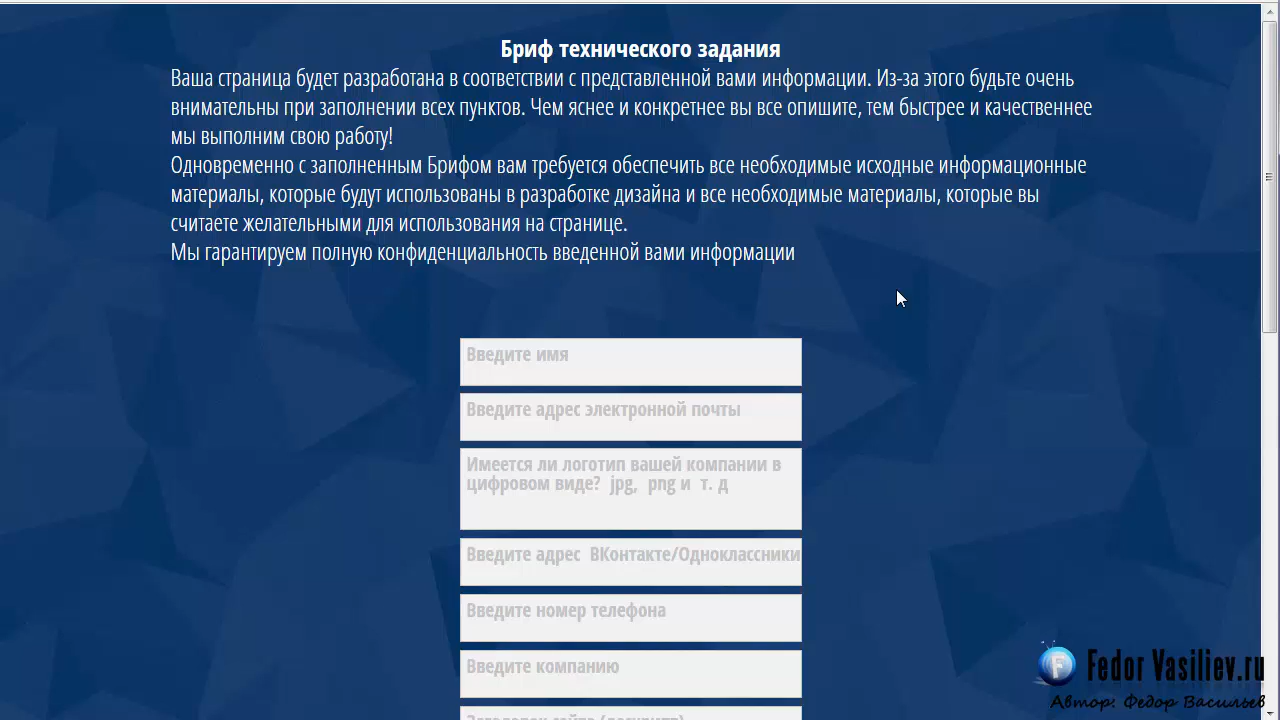 Бриф технического задания
Ваша страница будет разработана в соответствии с представленной вами информации. Из-за этого будьте очень
внимательны при заполнении всех пунктов. Чем яснее и конкретнее вы все опишите, тем быстрее и качественнее
мы выполним свою работу!
Одновременно с заполненным Брифом вам требуется обеспечить все необходимые исходные информационные
материалы, которые будут использованы в разработке дизайна и все необходимые материалы, которые вы
считаете желательными для использования на странице.
Мы гарантируем полную конфиденциальность введенной вами информации
Введите имя
Введите адрес электронной почты
Имеется ли логотип вашей компании в
цифровом виде? jpg, png и т. д
Введите адрес ВКонтакте/Одноклассники
Введите номер телефона
Введите компанию
Fedor Vasiliev.ru
Автор: Федор Васильев